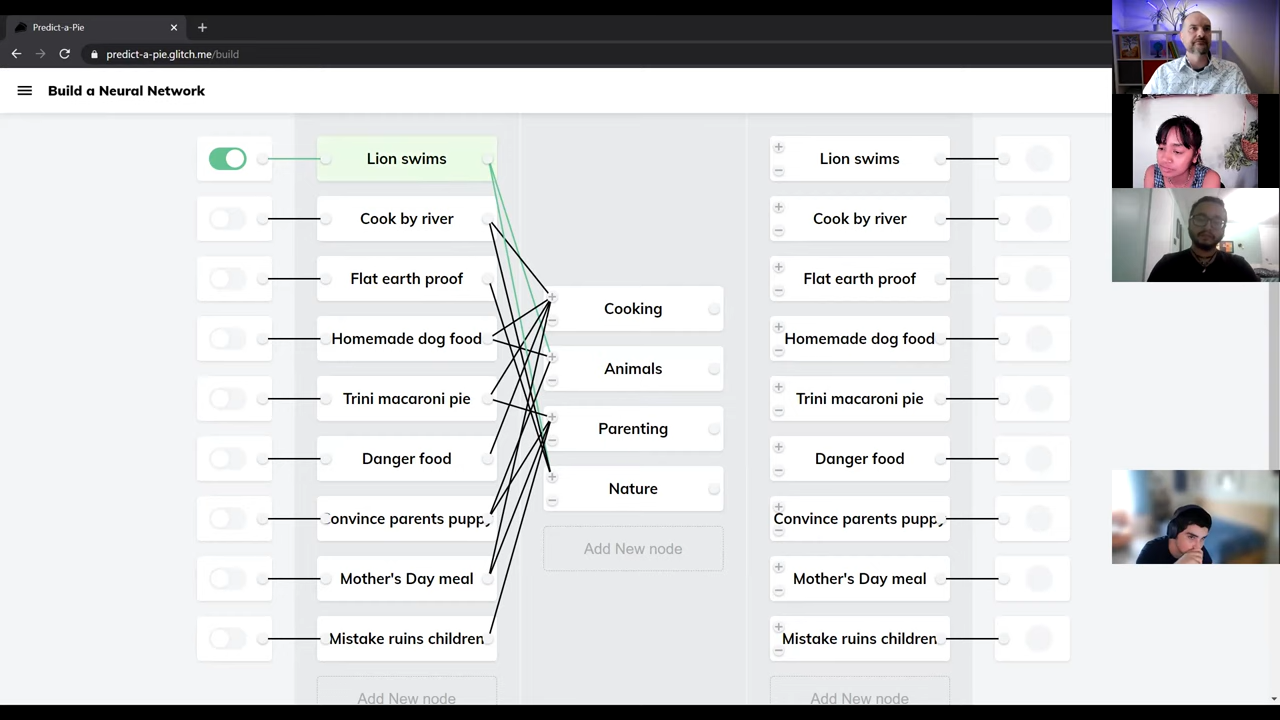 Predict-a-Pie
predict-a-pie.glitch.me/build
Build a Neural Network
Lion swims
Cook by river
Flat earth proof
Homemade dog food
Trini macaroni pie
Danger food
Convince parents pupp
Mother's Day meal
Mistake ruins children
Add New node
Cooking
Animals
Parenting
Nature
Add New node
Lion swims
Cook by river
Flat earth proof
Homemade dog food
Trini macaroni pie
Danger food
Convince parents pupp
Mother's Day meal
Mistake ruins children
Add New node